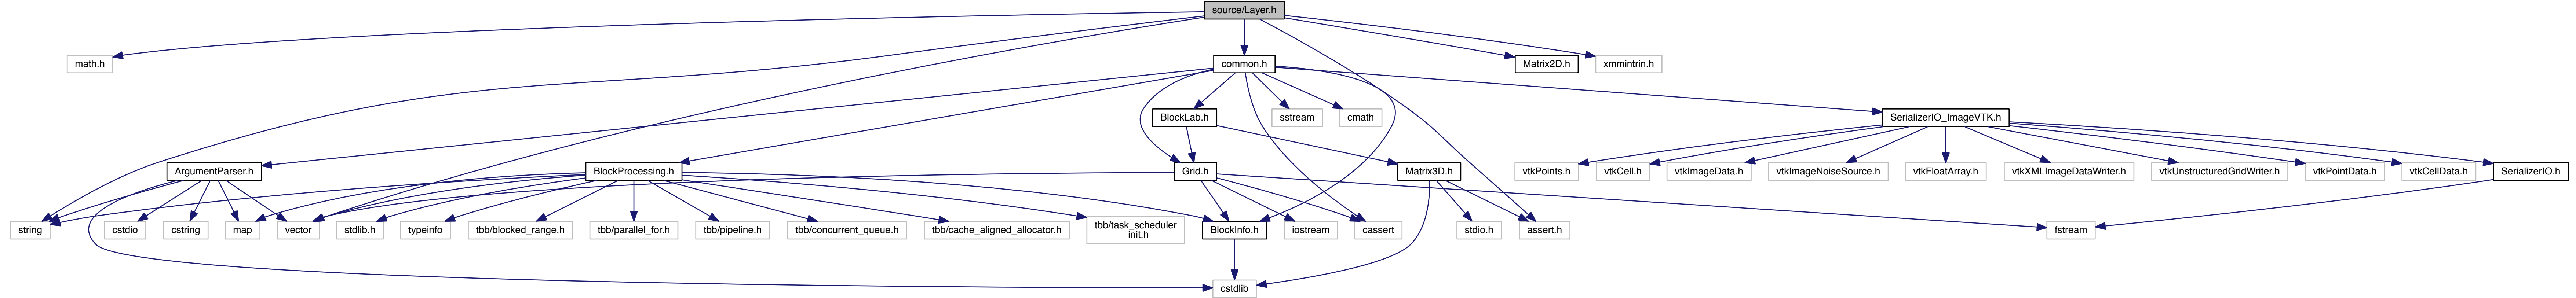 source/Layer.h
math.h
common.h
Matrix2D.h
xmmintrin.h
BlockLab.h
sstream
cmath
SerializerIO_ImageVTK.h
ArgumentParser.h
BlockProcessing.h
Grid.h
Matrix3D.h
vtkPoints.h
vtkCell.h
vtkImageData.h
vtkImageNoiseSource.h
vtkFloatArray.h
vtkXMLImageDataWriter.h
vtkUnstructuredGridWriter.h
vtkPointData.h
vtkCellData.h
SerializerIO.h
string
cstdio
cstring
map
vector
stdlib.h
typeinfo
tbb/blocked_range.h
tbb/parallel_for.h
tbb/pipeline.h
tbb/concurrent_queue.h
tbb/cache_aligned_allocator.h
tbb/task_scheduler
_init.h
BlockInfo.h
iostream
cassert
stdio.h
assert.h
fstream
cstdlib